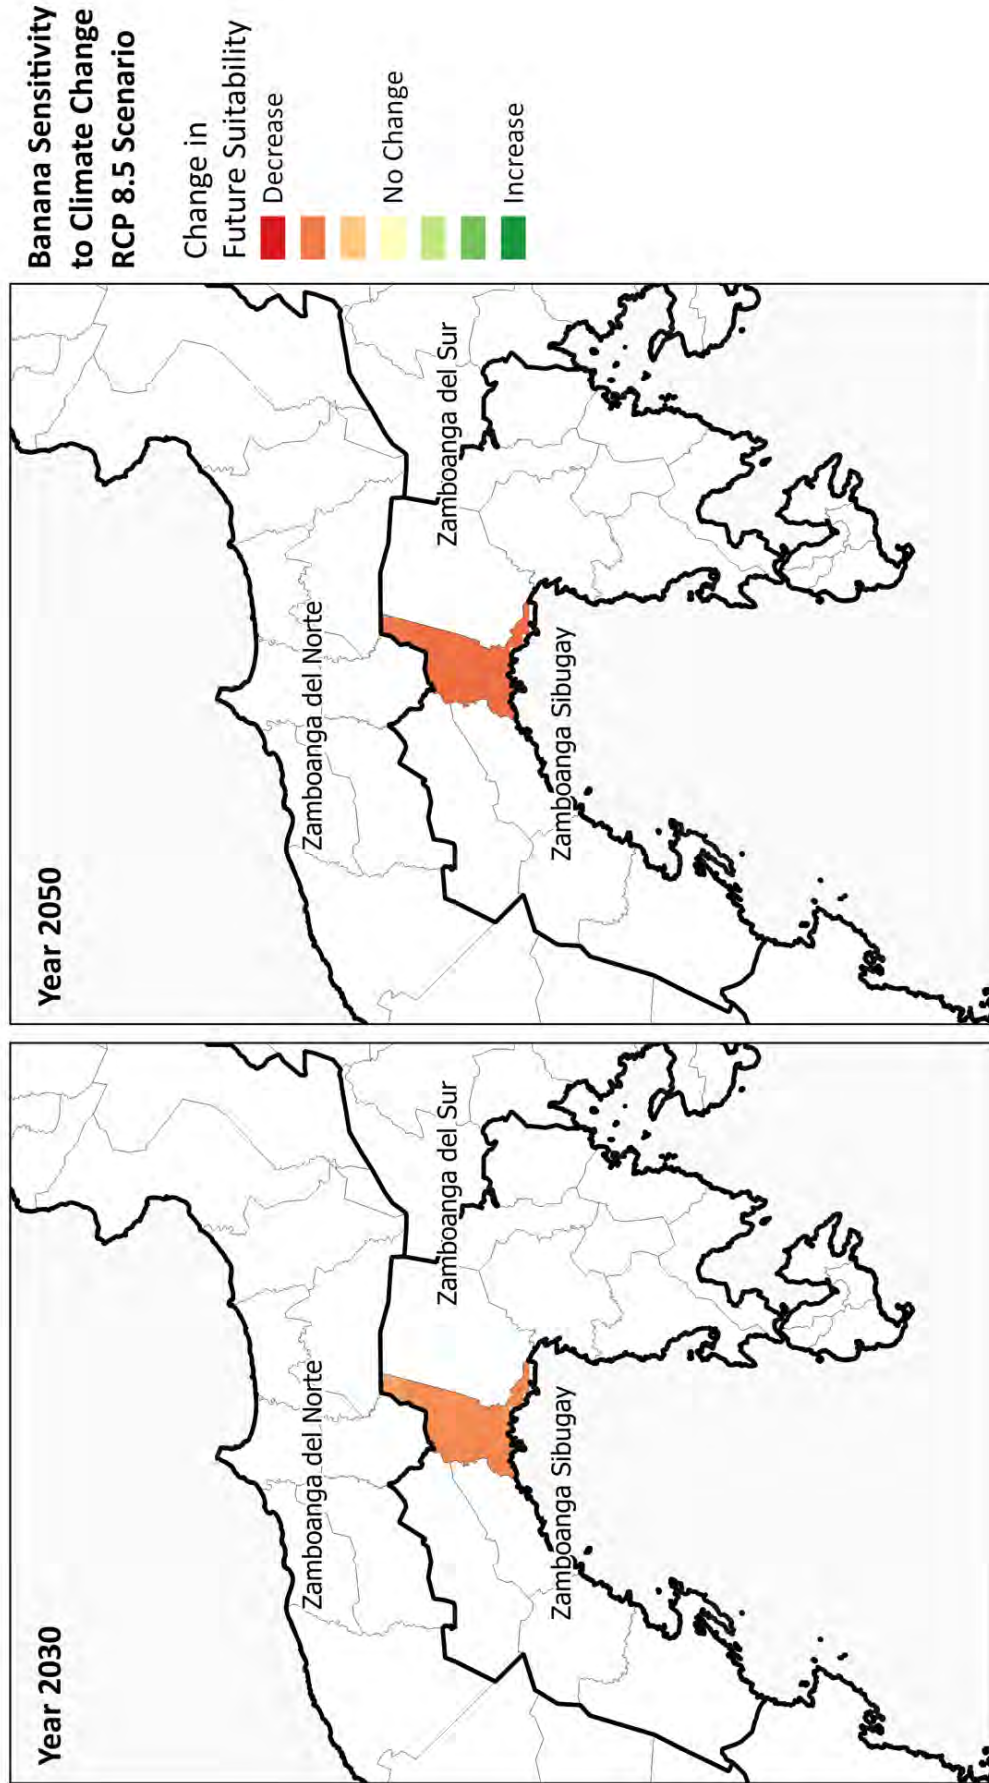 Year 2030
Zamboanga del Norte
Zamboanga del Sur
Zamboanga Sibugay
Year 2050
Zamboanga del Norte
Zamboanga del Sur
Zamboanga Sibugay
Banana Sensitivity
to Climate Change
RCP 8.5 Scenario
Change in
Future Suitability
Decrease
No Change
Increase